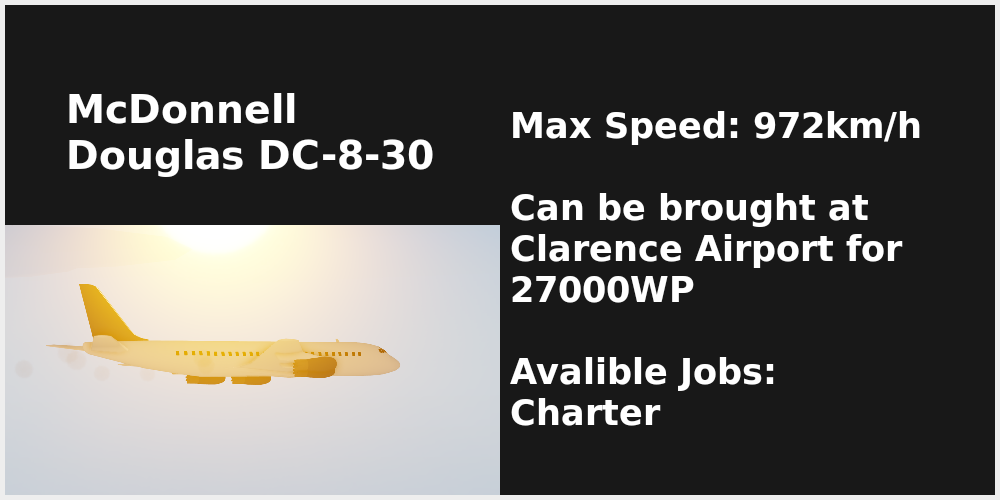 McDonnell
Douglas DC-8-30
Max Speed: 972km/h
Can be brought at
Clarence Airport for
27000WP
Avalible Jobs:
Charter